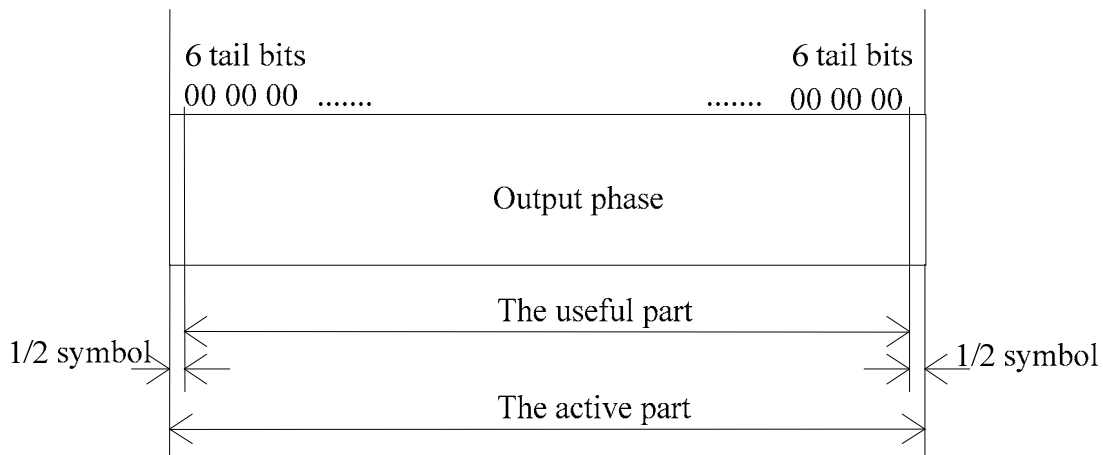 6 tail bits 6 tail bits
00 00 00 ....... ....... 00 00 00
Output phase
The useful part
1/2 symbol 1/2 symbol
The active part